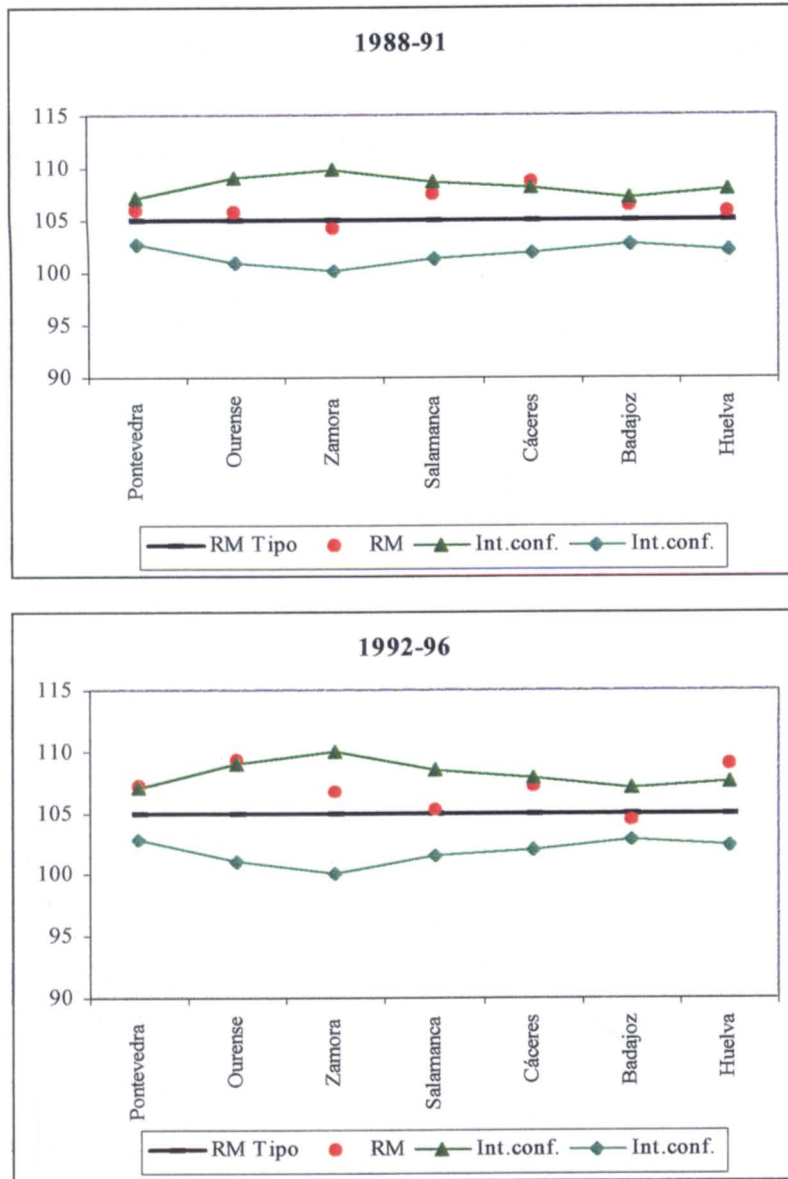 1988-91
115
110
105
100
95
90
Pontevedra
Ourense
Zamora
Salamanca
Cáceres
Badajoz
Huelva
RM Tipo RM Int.conf. Int.conf.
1992-96
115
110
105
100
95
90
Pontevedra
Ourense
Zamora
Salamanca
Cáceres
Badajoz
Huelva
RM Tipo RM Int.conf. Int.conf.